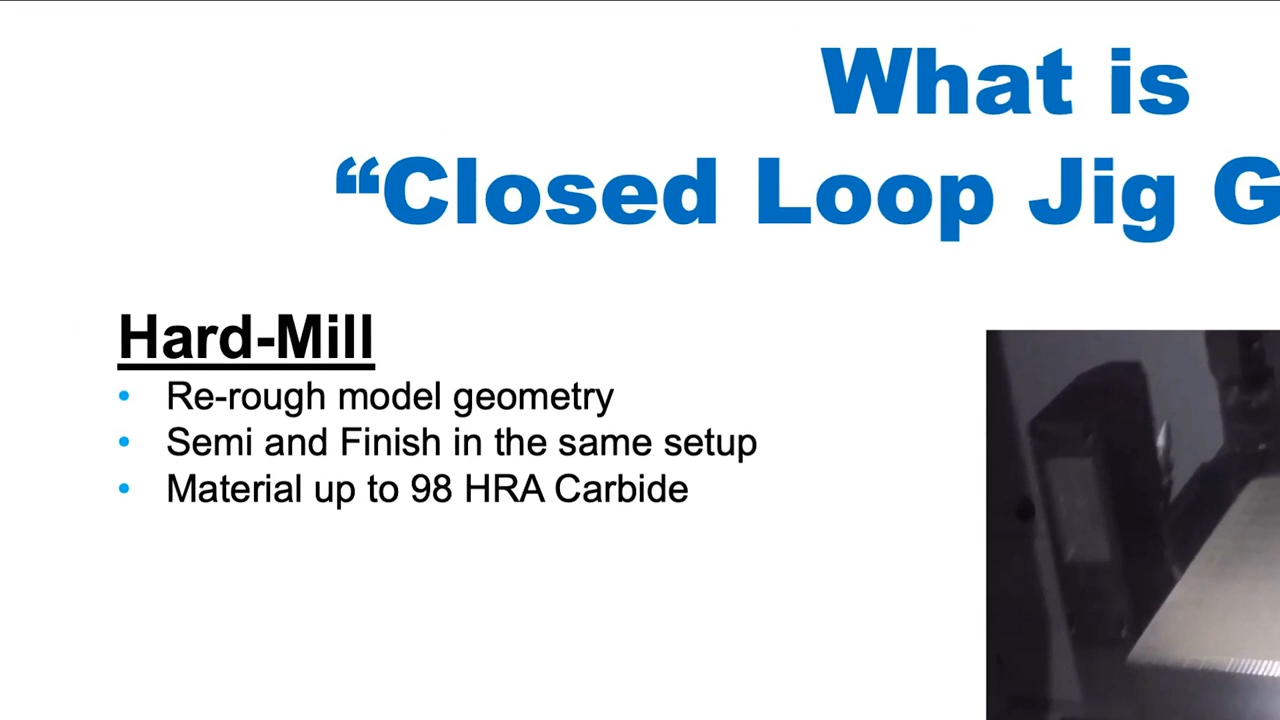 What is
“Closed Loop Jig G
Hard-Mill
• Re-rough model geometry
• Semi and Finish in the same setup
• Material up to 98 HRA Carbide